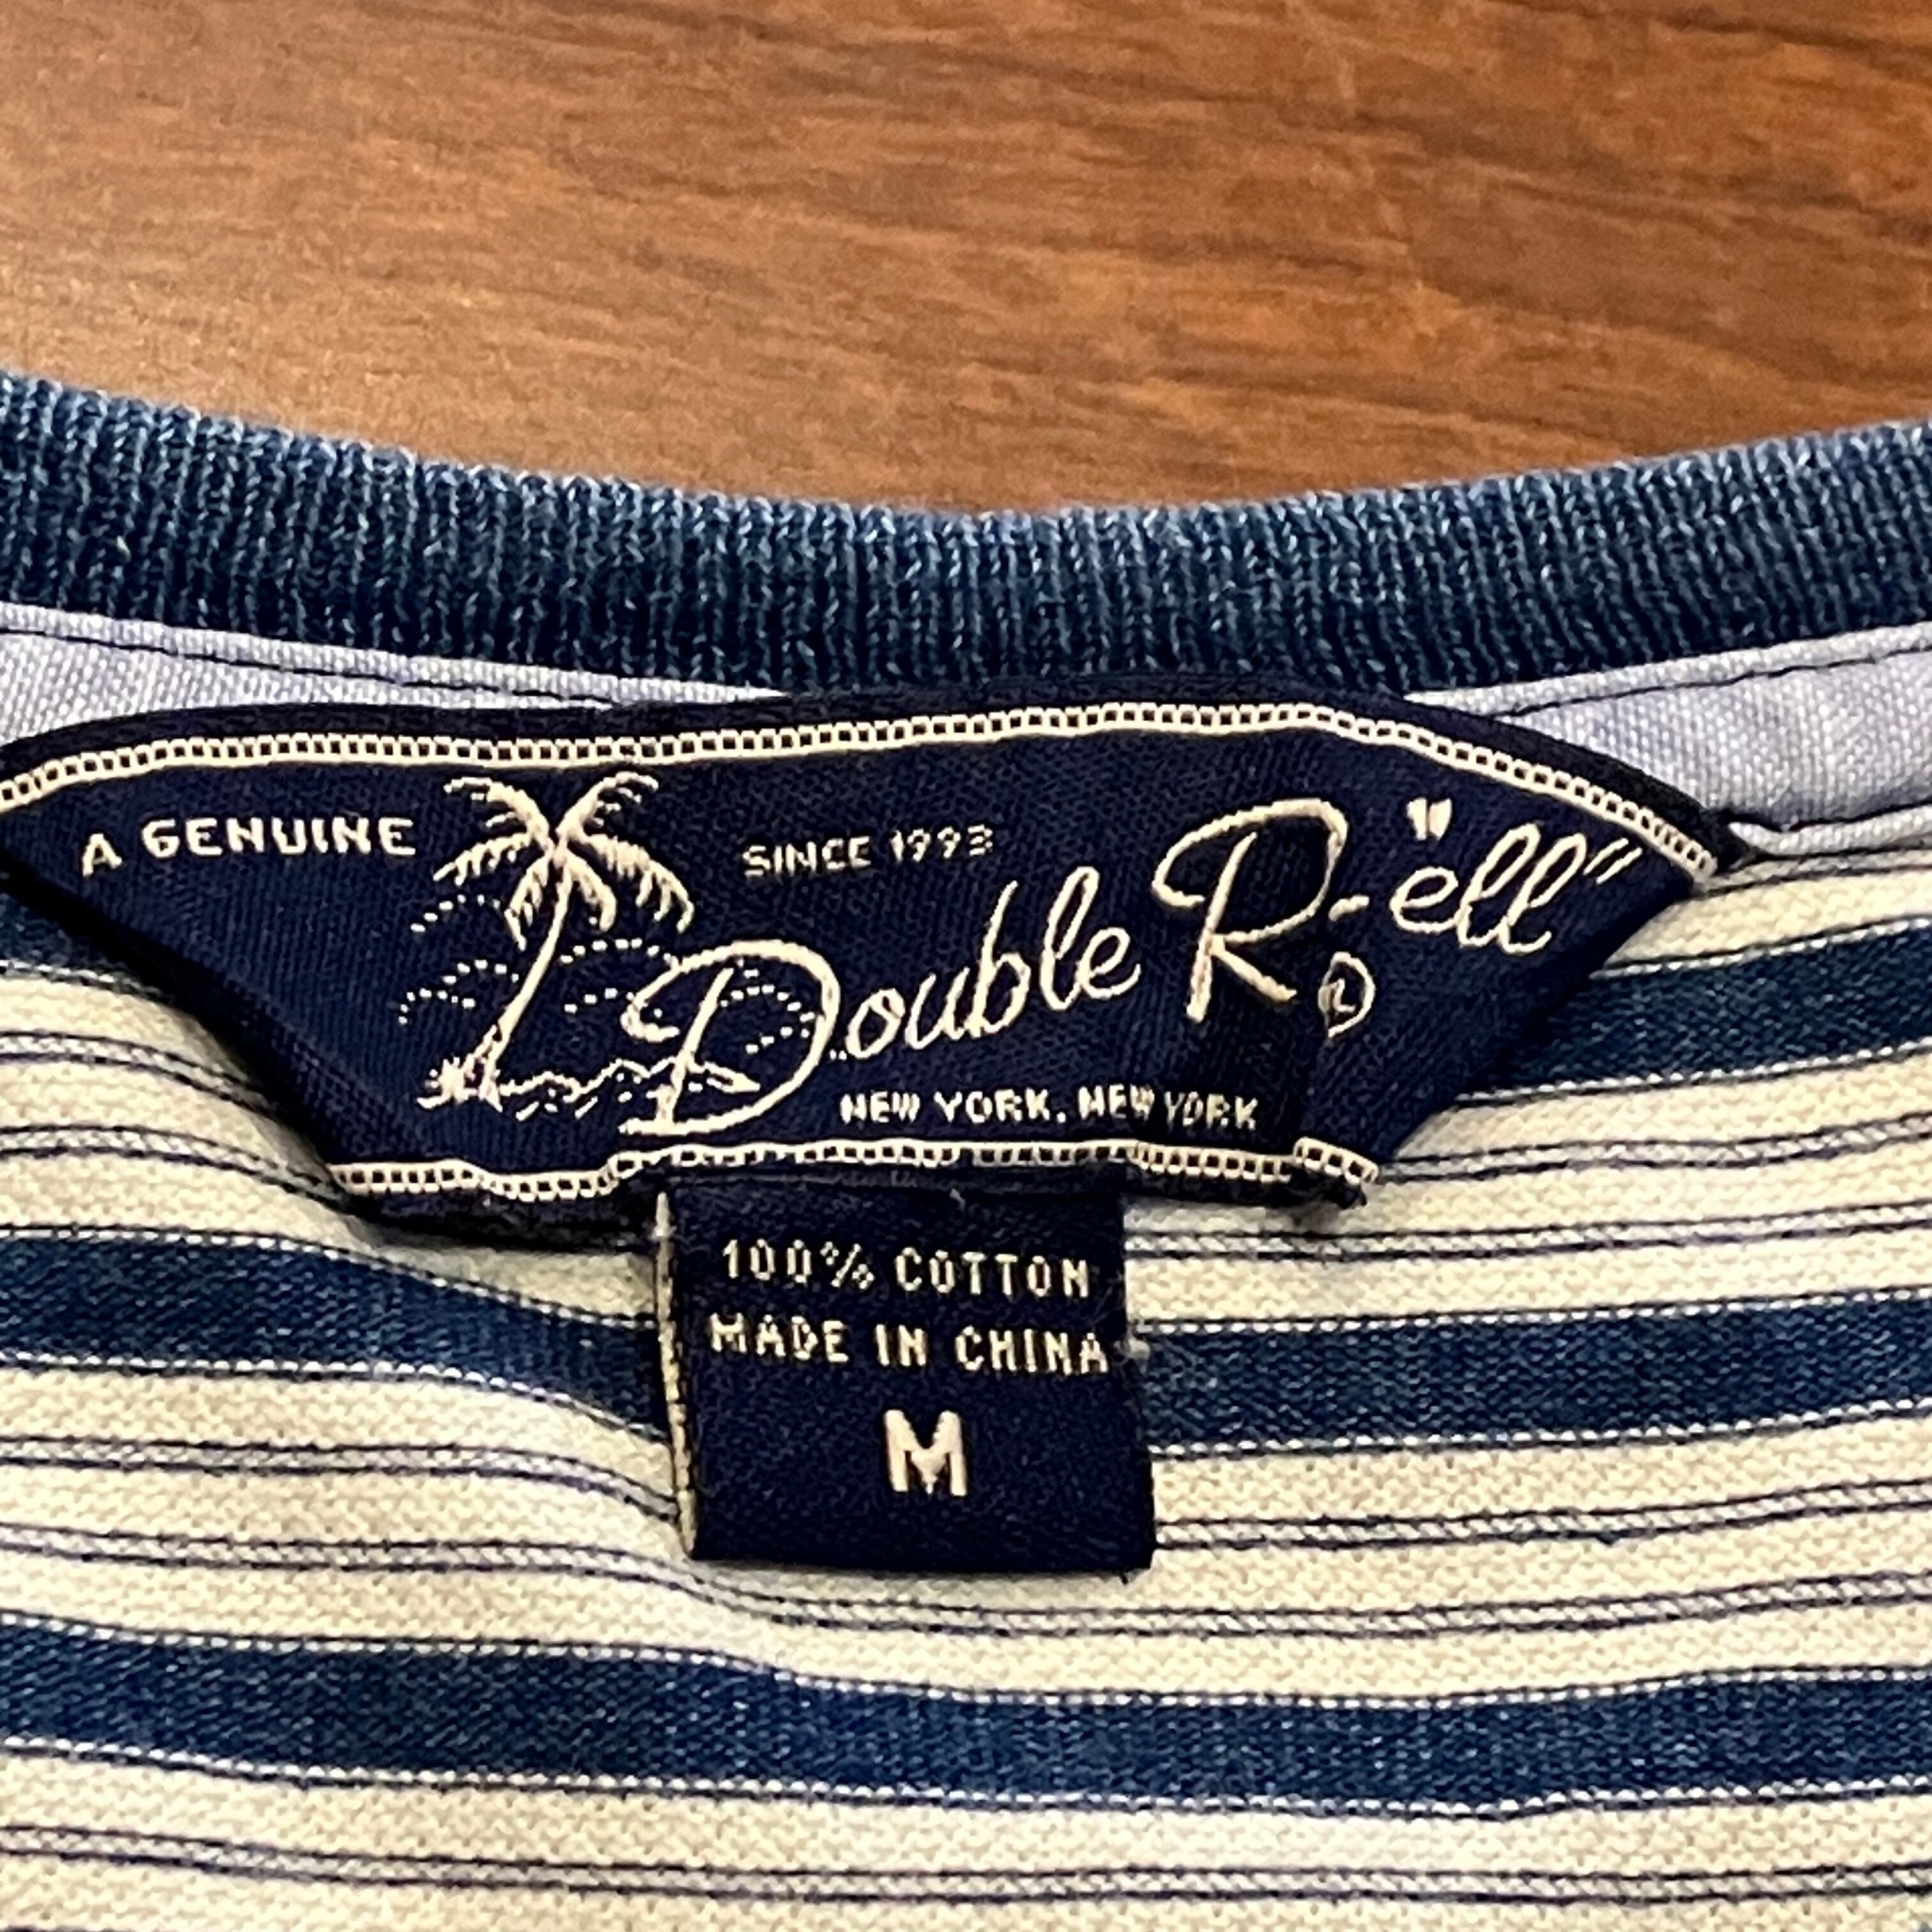 A GENUINE
SINCE 1993
Double R-"ell"
®
NEW YORK, NEW YORK
100% COTTON
MADE IN CHINA
M